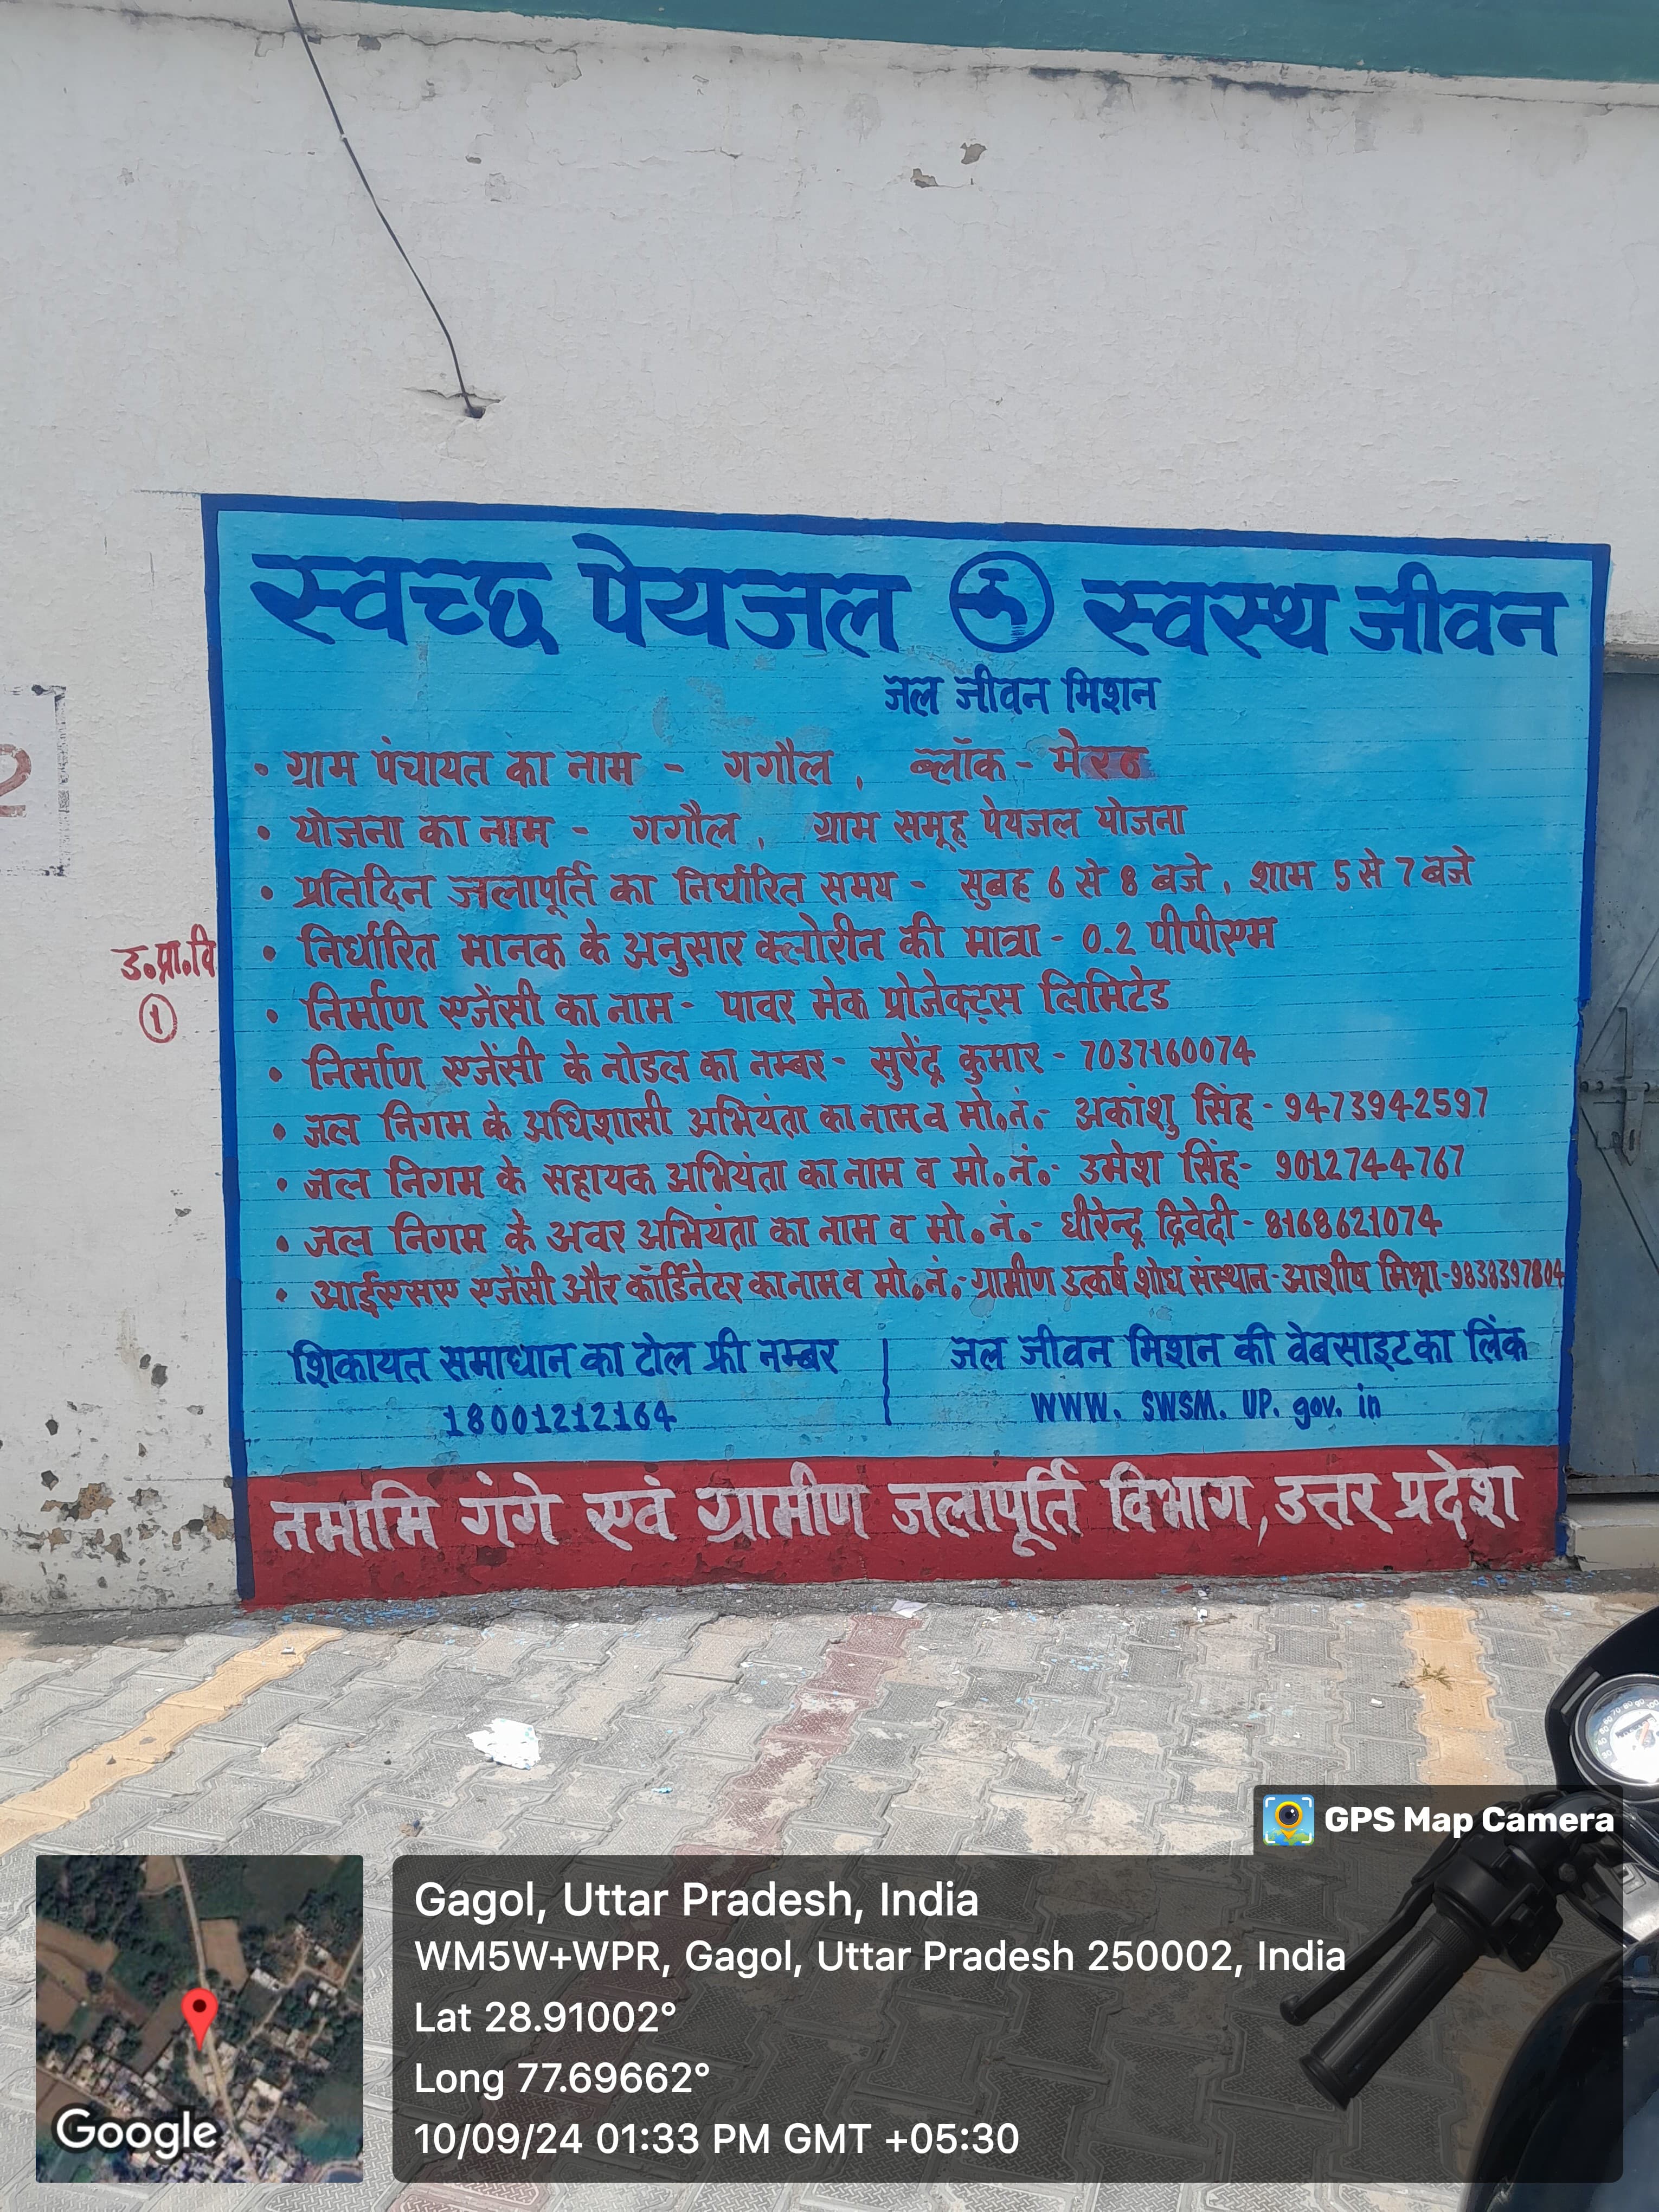 स्वच्छ पेयजल स्वस्थ जीवन
जल जीवन मिशन
• ग्राम पंचायत का नाम - गगौल , ब्लॉक - मेरठ
• योजना का नाम - गगौल , ग्राम समूह पेयजल योजना
• प्रतिदिन जलापूर्ति का निर्धारित समय - सुबह 6 से 8 बजे , शाम 5 से 7 बजे
• निर्धारित मानक के अनुसार क्लोरीन की मात्रा - 0.2 पीपीएम
• निर्माण एजेंसी का नाम - पावर मेक प्रोजेक्ट्स लिमिटेड
• निर्माण एजेंसी के नोडल का नम्बर - सुरेंद्र कुमार - 7037160074
• जल निगम के अधिशासी अभियंता का नाम व मो.नं. - अकांशु सिंह - 9473942597
• जल निगम के सहायक अभियंता का नाम व मो.नं. - उमेश सिंह - 9012744767
• जल निगम के अवर अभियंता का नाम व मो.नं. - धीरेन्द्र द्विवेदी - 8168621074
• आईएसए एजेंसी और कॉर्डिनेटर का नाम व मो.नं. - ग्रामीण उत्कर्ष शोध संस्थान - आशीष मिश्रा - 9838397804
शिकायत समाधान का टोल फ्री नम्बर | जल जीवन मिशन की वेबसाइट का लिंक
18001212164 www. swsm. up. gov. in
नमामि गंगे एवं ग्रामीण जलापूर्ति विभाग, उत्तर प्रदेश
उ.प्रा.वि
1
2
GPS Map Camera
Gagol, Uttar Pradesh, India
WM5W+WPR, Gagol, Uttar Pradesh 250002, India
Lat 28.91002°
Long 77.69662°
10/09/24 01:33 PM GMT +05:30
Google